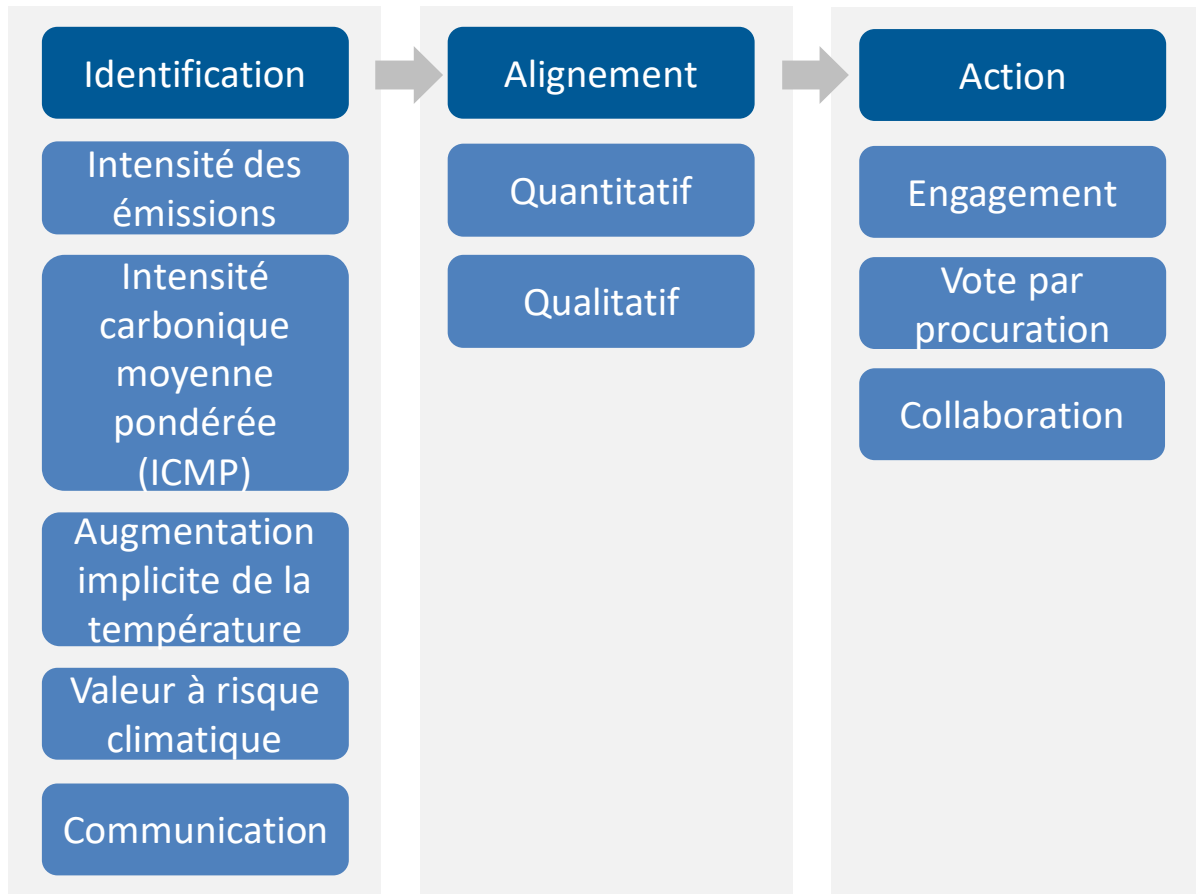 Identification
Intensité des
émissions
Intensité
carbonique
moyenne
pondérée
(ICMP)
Augmentation
implicite de la
température
Valeur à risque
climatique
Communication
Alignement
Quantitatif
Qualitatif
Action
Engagement
Vote par
procuration
Collaboration